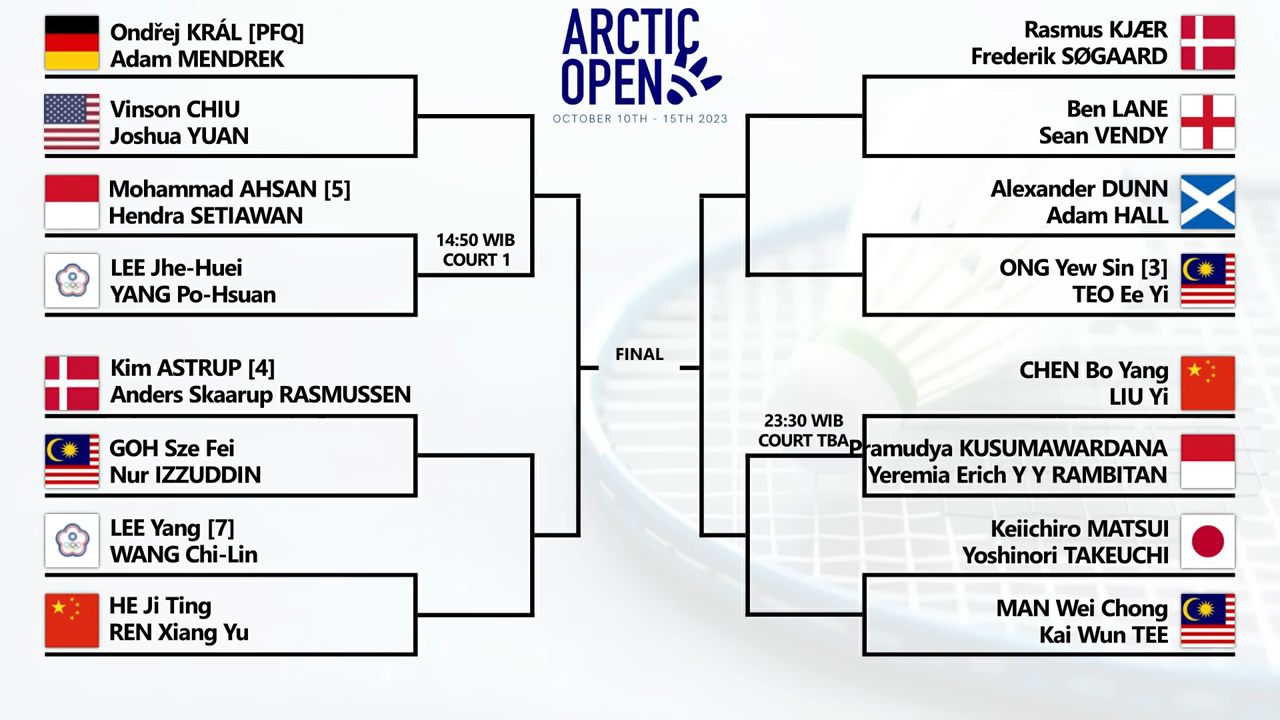 ARCTIC
OPEN
OCTOBER 10TH - 15TH 2023
Ondřej KRÁL [PFQ]
Adam MENDREK
Vinson CHIU
Joshua YUAN
Mohammad AHSAN [5]
Hendra SETIAWAN
14:50 WIB
COURT 1
LEE Jhe-Huei
YANG Po-Hsuan
Kim ASTRUP [4]
Anders Skaarup RASMUSSEN
GOH Sze Fei
Nur IZZUDDIN
LEE Yang [7]
WANG Chi-Lin
HE Ji Ting
REN Xiang Yu
FINAL
Rasmus KJÆR
Frederik SØGAARD
Ben LANE
Sean VENDY
Alexander DUNN
Adam HALL
ONG Yew Sin [3]
TEO Ee Yi
CHEN Bo Yang
LIU Yi
23:30 WIB
COURT TBA
Pramudya KUSUMAWARDANA
Yeremia Erich Y Y RAMBITAN
Keiichiro MATSUI
Yoshinori TAKEUCHI
MAN Wei Chong
Kai Wun TEE